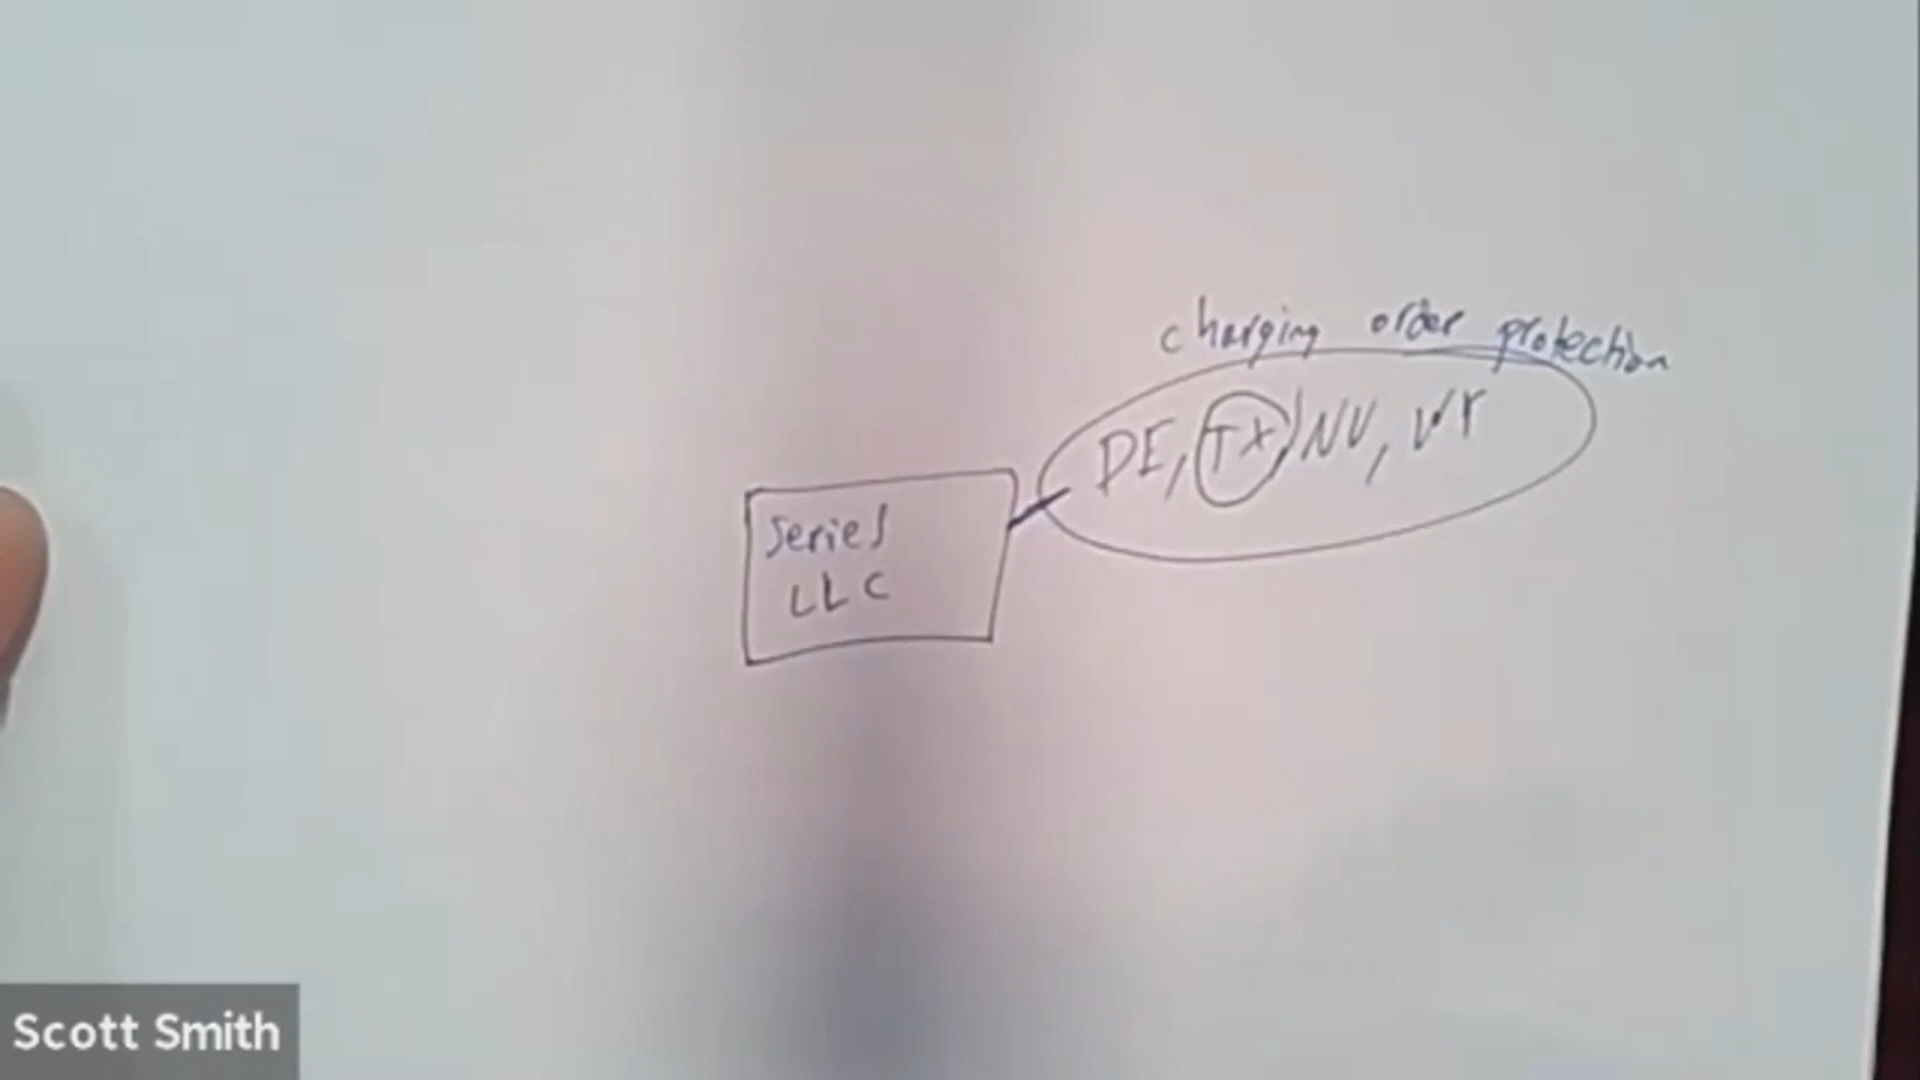 charging order protection
DE, TX, NV, WY
Series
LLC
Scott Smith